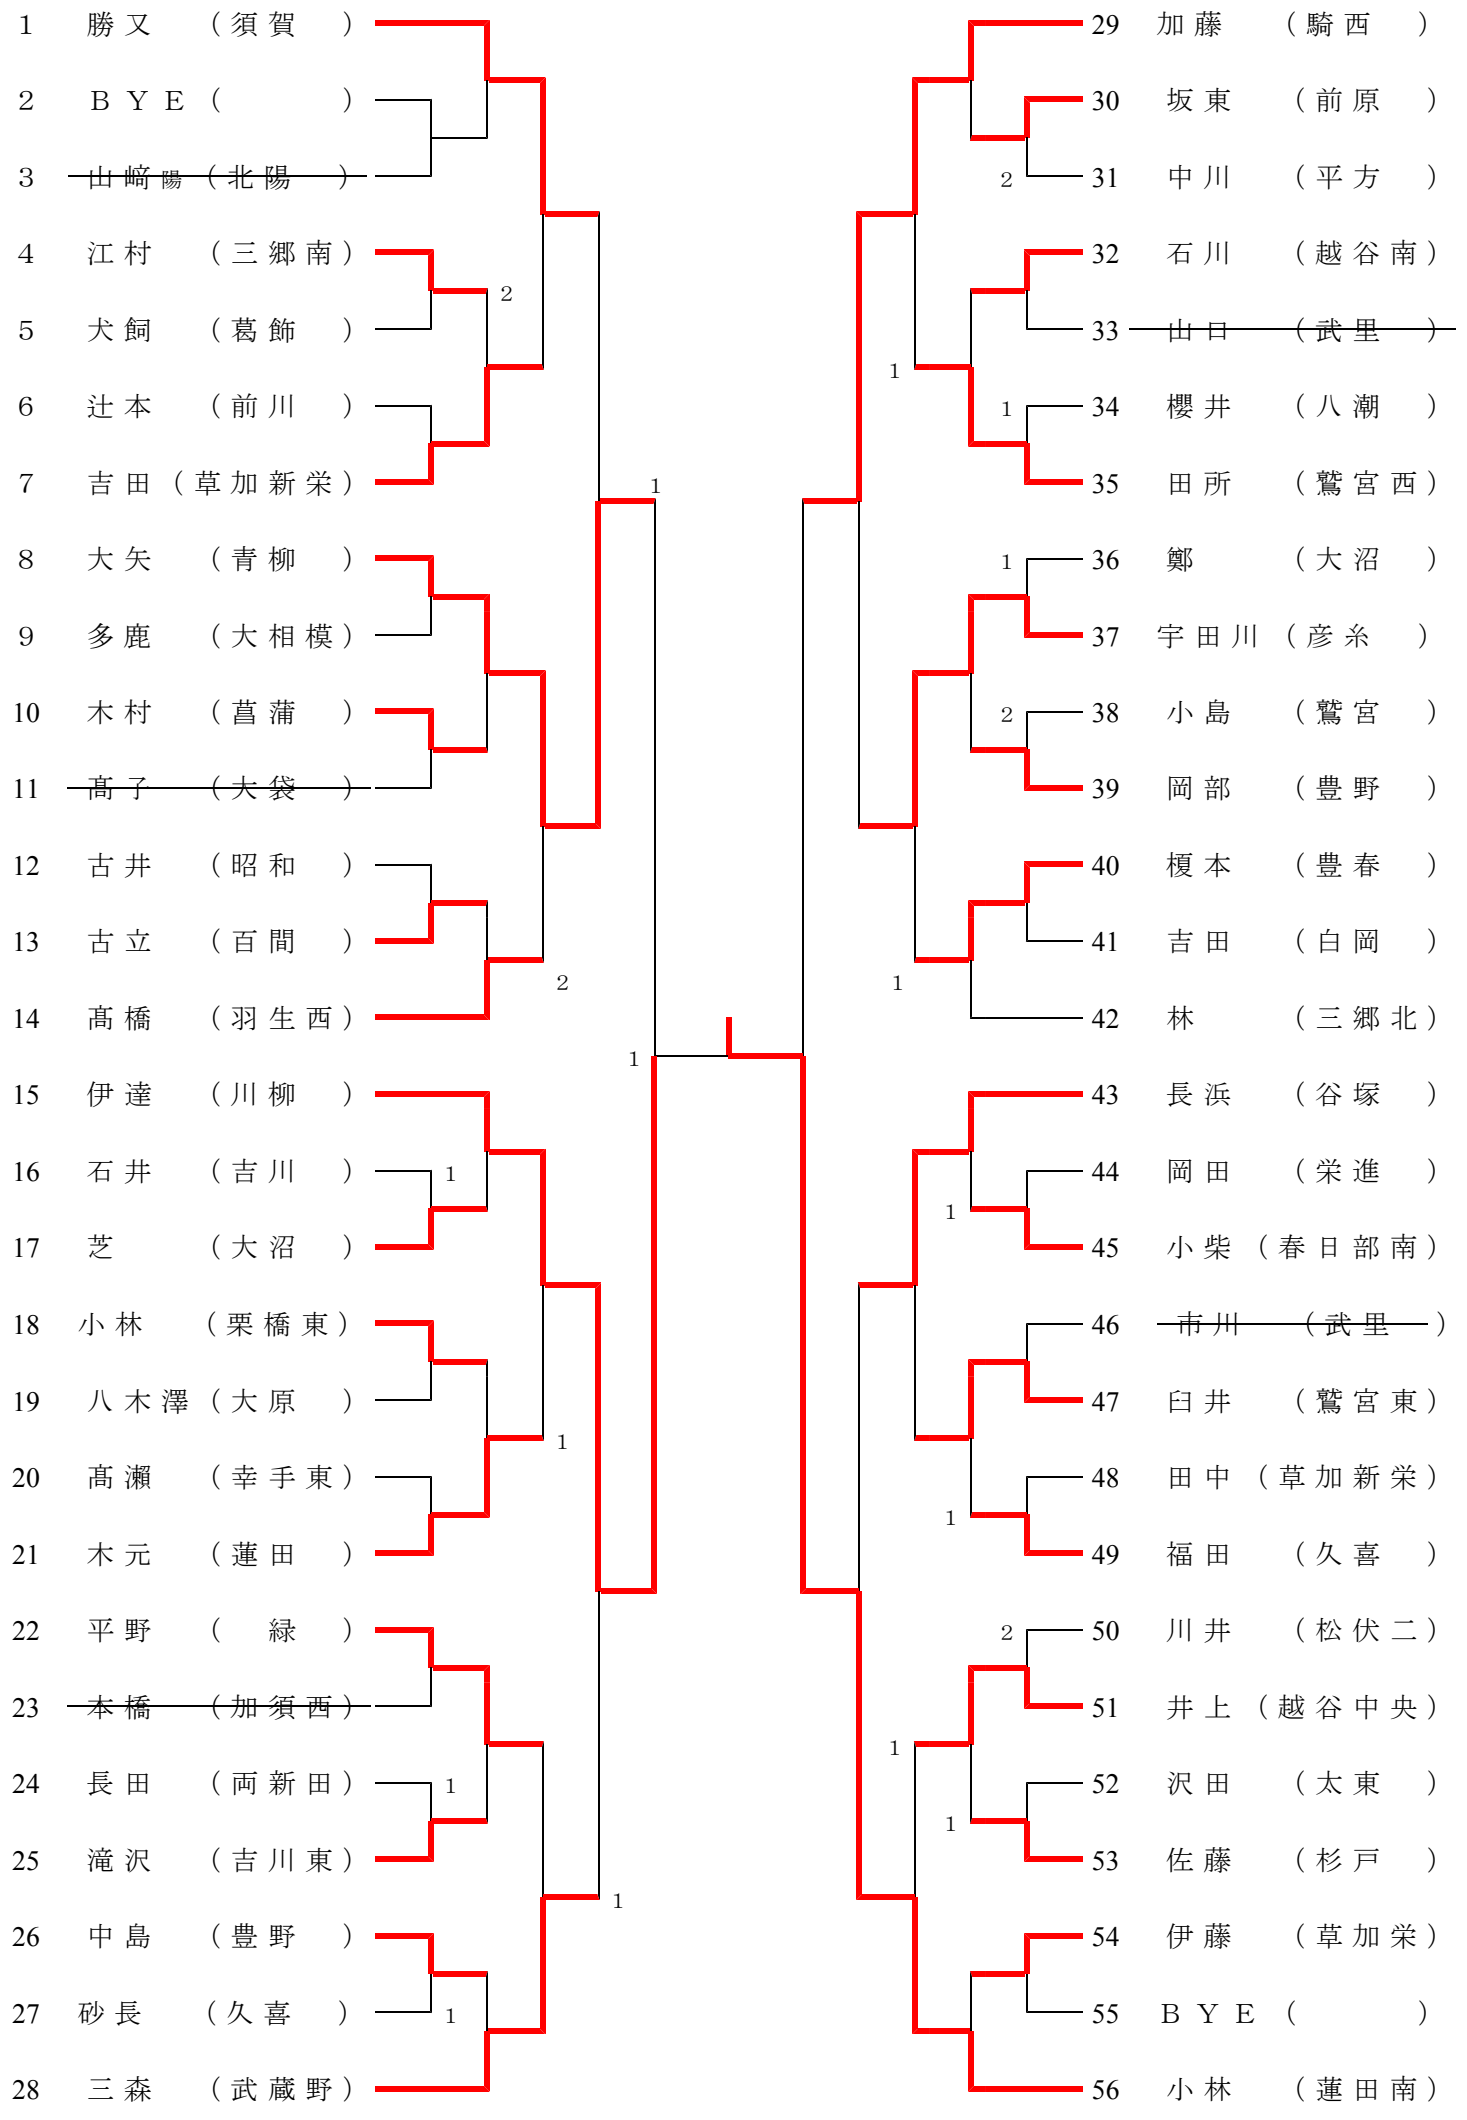 1 勝又 （須賀 ）
2 ＢＹＥ（ ）
3 山﨑陽（北陽 ）
4 江村 （三郷南）
2
5 犬飼 （葛飾 ）
6 辻本 （前川 ）
7 吉田（草加新栄）
1
8 大矢 （青柳 ）
9 多鹿 （大相模）
10 木村 （菖蒲 ）
11 髙子 （大袋 ）
12 古井 （昭和 ）
13 古立 （百間 ）
2
14 髙橋 （羽生西）
1
15 伊達 （川柳 ）
16 石井 （吉川 ）
1
17 芝 （大沼 ）
18 小林 （栗橋東）
19 八木澤（大原 ）
1
20 髙瀬 （幸手東）
21 木元 （蓮田 ）
22 平野 （ 緑 ）
23 本橋 （加須西）
24 長田 （両新田）
1
25 滝沢 （吉川東）
1
26 中島 （豊野 ）
27 砂長 （久喜 ）
1
28 三森 （武蔵野）
29 加藤 （騎西 ）
30 坂東 （前原 ）
2
31 中川 （平方 ）
32 石川 （越谷南）
33 山口 （武里 ）
1
1
34 櫻井 （八潮 ）
35 田所 （鷲宮西）
1
36 鄭 （大沼 ）
37 宇田川（彦糸 ）
2
38 小島 （鷲宮 ）
39 岡部 （豊野 ）
40 榎本 （豊春 ）
41 吉田 （白岡 ）
1
42 林 （三郷北）
43 長浜 （谷塚 ）
44 岡田 （栄進 ）
1
45 小柴（春日部南）
46 市川 （武里 ）
47 臼井 （鷲宮東）
48 田中（草加新栄）
1
49 福田 （久喜 ）
2
50 川井 （松伏二）
51 井上（越谷中央）
1
52 沢田 （太東 ）
1
53 佐藤 （杉戸 ）
54 伊藤 （草加栄）
55 ＢＹＥ（ ）
56 小林 （蓮田南）